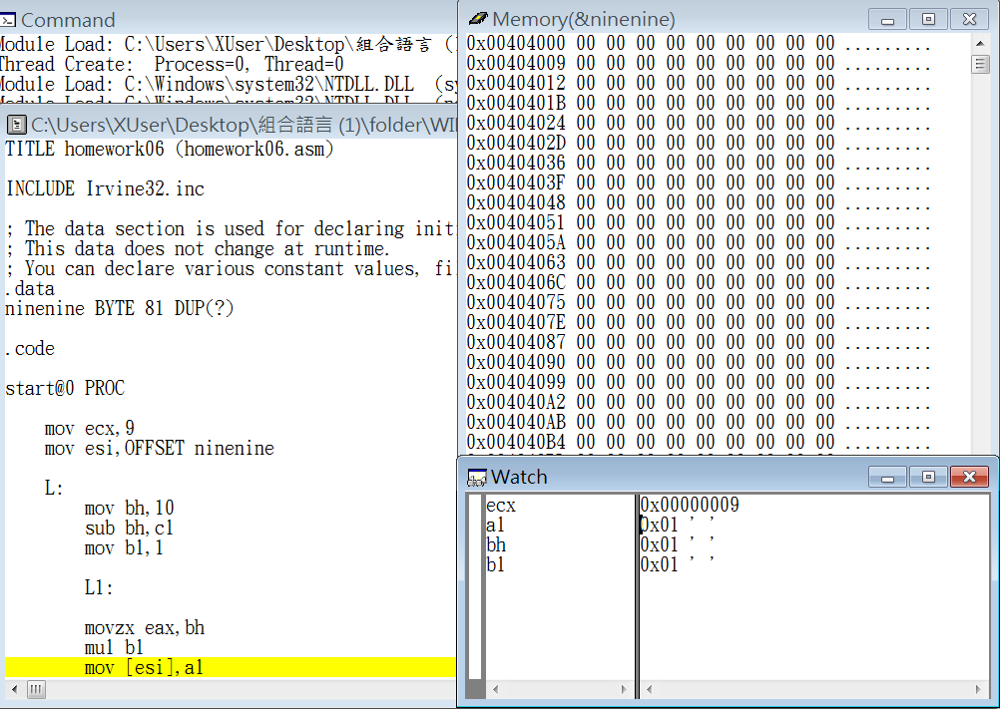 Command
Module Load: C:\Users\XUser\Desktop\組合語言 (
Thread Create:  Process=0, Thread=0
Module Load: C:\Windows\system32\NTDLL.DLL  (sy
C:\Users\XUser\Desktop\組合語言 (1)\folder\WI
TITLE homework06 (homework06.asm)
INCLUDE Irvine32.inc
; The data section is used for declaring init
; This data does not change at runtime.
; You can declare various constant values, fi
.data
ninenine BYTE 81 DUP(?)
.code
start@0 PROC
mov ecx,9
mov esi,OFFSET ninenine
L:
mov bh,10
sub bh,cl
mov bl,1
L1:
movzx eax,bh
mul bl
mov [esi],al
Memory(&ninenine)
0x00404000 00 00 00 00 00 00 00 00 00 .........
0x00404009 00 00 00 00 00 00 00 00 00 .........
0x00404012 00 00 00 00 00 00 00 00 00 .........
0x0040401B 00 00 00 00 00 00 00 00 00 .........
0x00404024 00 00 00 00 00 00 00 00 00 .........
0x0040402D 00 00 00 00 00 00 00 00 00 .........
0x00404036 00 00 00 00 00 00 00 00 00 .........
0x0040403F 00 00 00 00 00 00 00 00 00 .........
0x00404048 00 00 00 00 00 00 00 00 00 .........
0x00404051 00 00 00 00 00 00 00 00 00 .........
0x0040405A 00 00 00 00 00 00 00 00 00 .........
0x00404063 00 00 00 00 00 00 00 00 00 .........
0x0040406C 00 00 00 00 00 00 00 00 00 .........
0x00404075 00 00 00 00 00 00 00 00 00 .........
0x0040407E 00 00 00 00 00 00 00 00 00 .........
0x00404087 00 00 00 00 00 00 00 00 00 .........
0x00404090 00 00 00 00 00 00 00 00 00 .........
0x00404099 00 00 00 00 00 00 00 00 00 .........
0x004040A2 00 00 00 00 00 00 00 00 00 .........
0x004040AB 00 00 00 00 00 00 00 00 00 .........
0x004040B4 00 00 00 00 00 00 00 00 00 .........
Watch
ecx 0x00000009
al 0x01 ' '
bh 0x01 ' '
bl 0x01 ' '